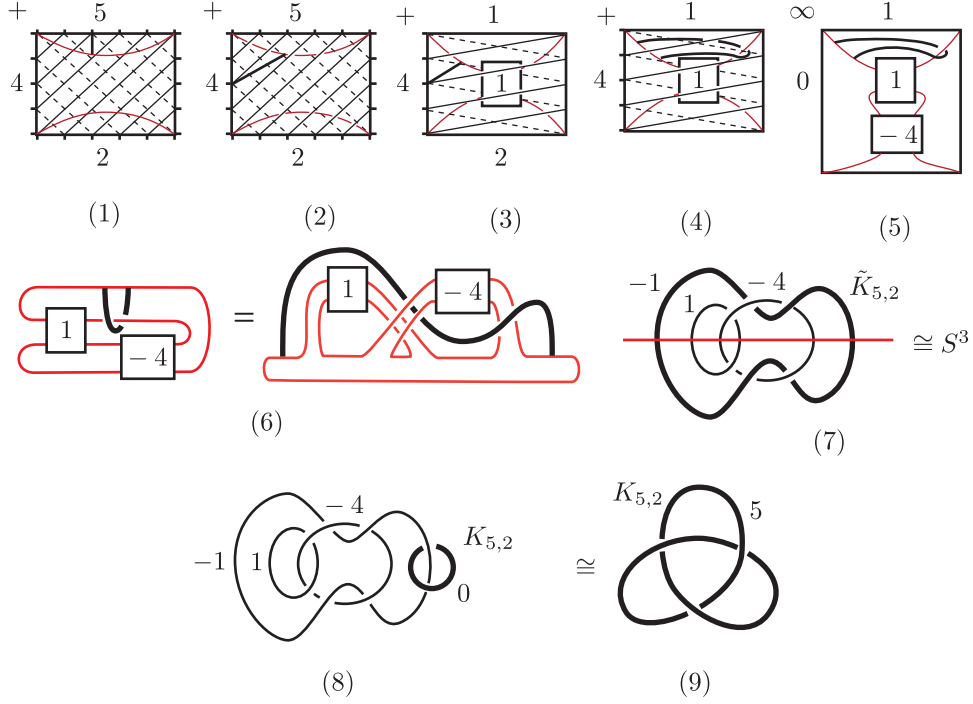 + 5 + 5 + 1 + 1 ∞ 1
4 4 4 1 4 1 0 1
− 4
2 2 2
(1) (2) (3) (4) (5)
1 − 4 = 1 − 4
(6)
−1 1 − 4 K̃₅,₂ ≅ S³
(7)
−1 1 − 4 K₅,₂ 0 ≅ K₅,₂ 5
(8) (9)